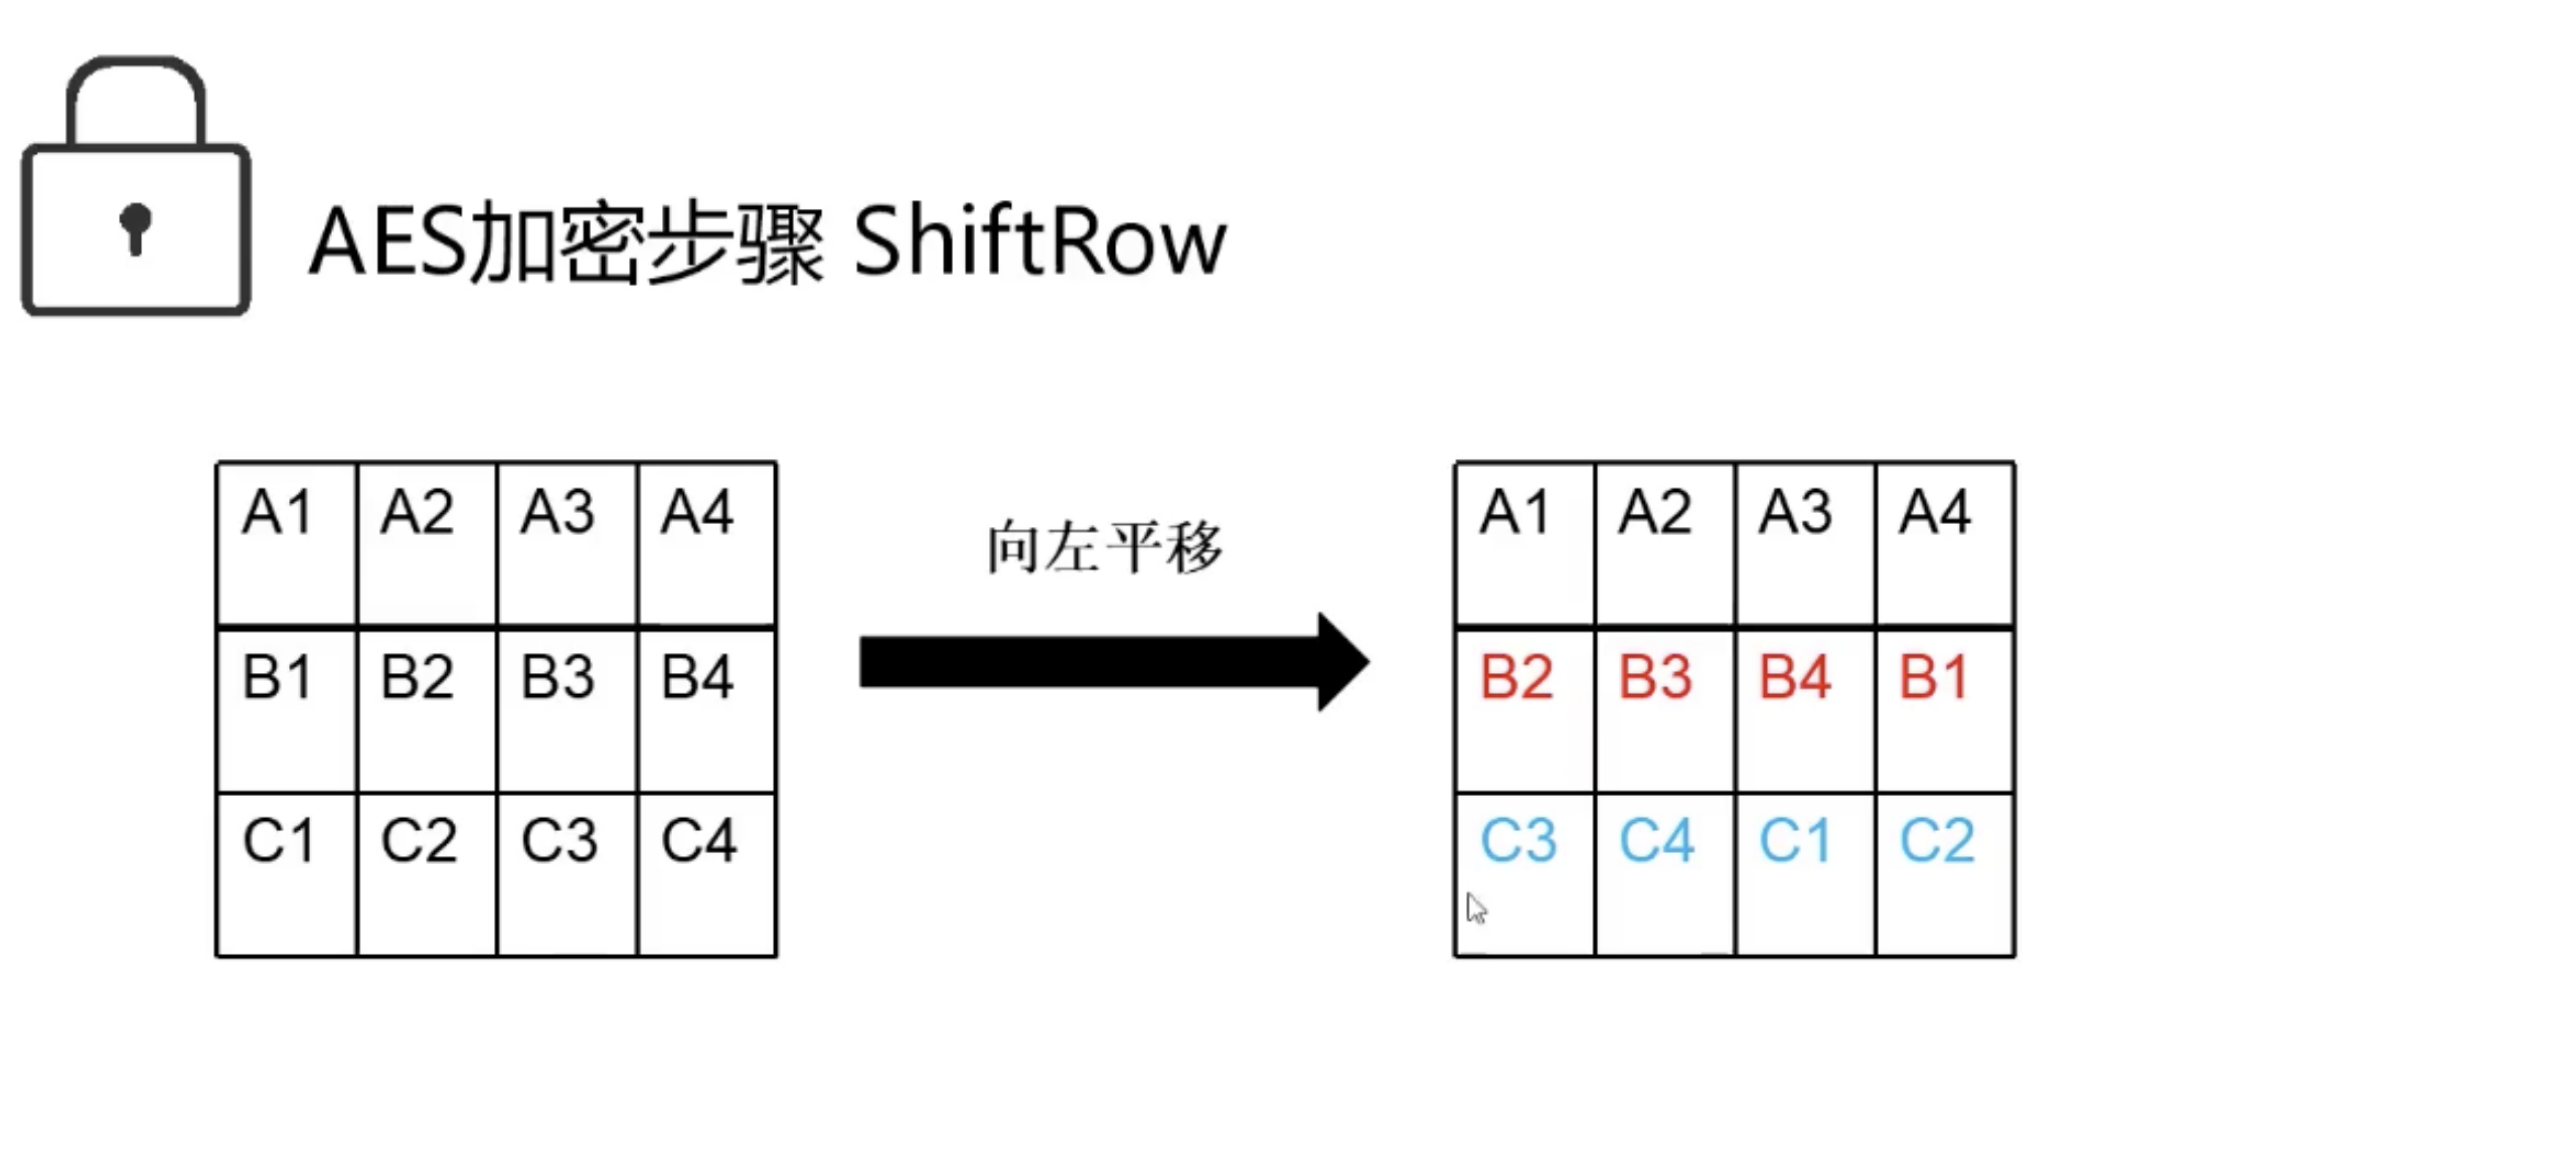 AES加密步骤 ShiftRow
A1 A2 A3 A4
B1 B2 B3 B4
C1 C2 C3 C4
向左平移
A1 A2 A3 A4
B2 B3 B4 B1
C3 C4 C1 C2